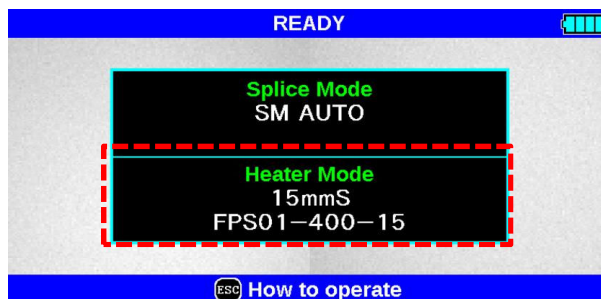 READY
Splice Mode
SM AUTO
Heater Mode
15mmS
FPS01-400-15
ESC How to operate